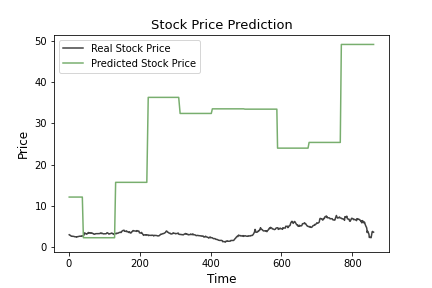 Stock Price Prediction
Real Stock Price
Predicted Stock Price
50
40
30
20
10
0
Price
0 200 400 600 800
Time